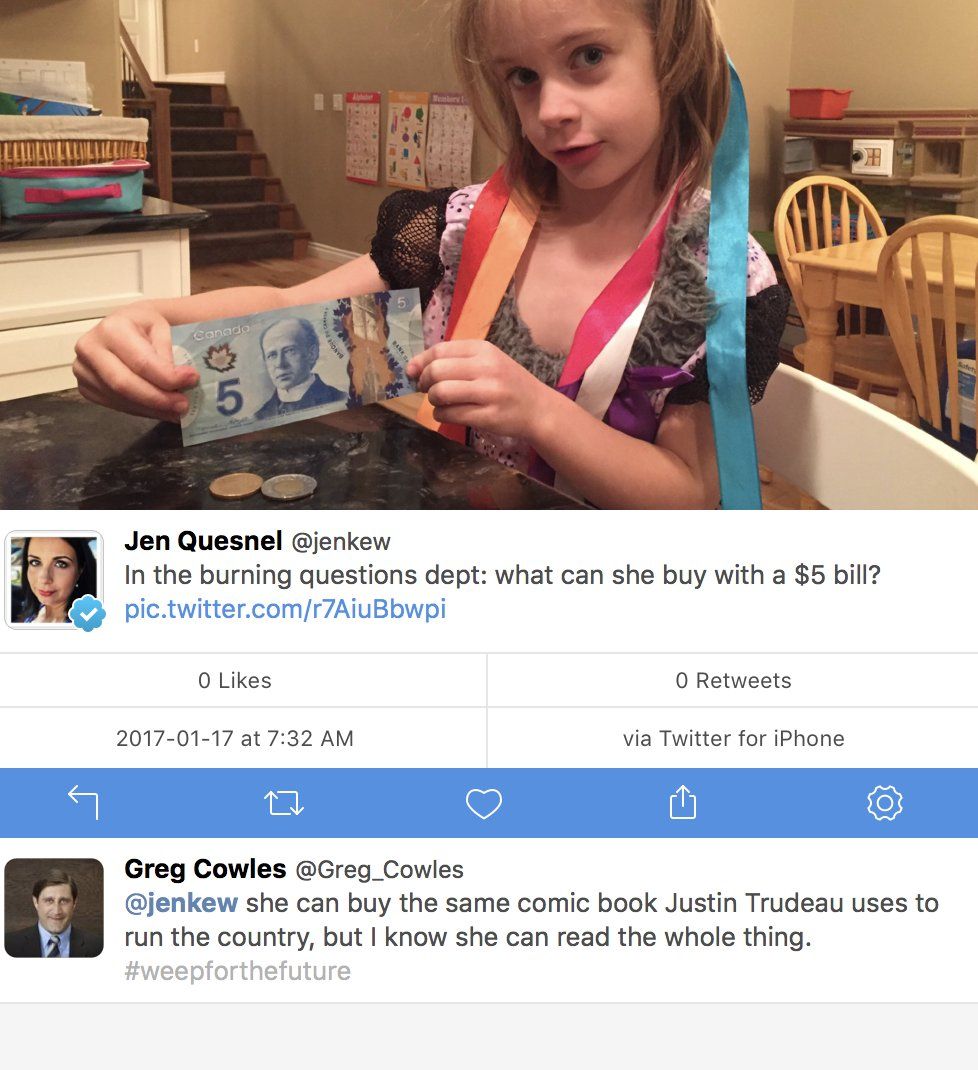 Alphabet
Numbers 1-
Canada
5
5
BANQUE DU CANADA
BANK OF CANADA
Jen Quesnel @jenkew
In the burning questions dept: what can she buy with a $5 bill?
pic.twitter.com/r7AiuBbwpi
0 Likes
0 Retweets
2017-01-17 at 7:32 AM
via Twitter for iPhone
Greg Cowles @Greg_Cowles
@jenkew she can buy the same comic book Justin Trudeau uses to
run the country, but I know she can read the whole thing.
#weepforthefuture